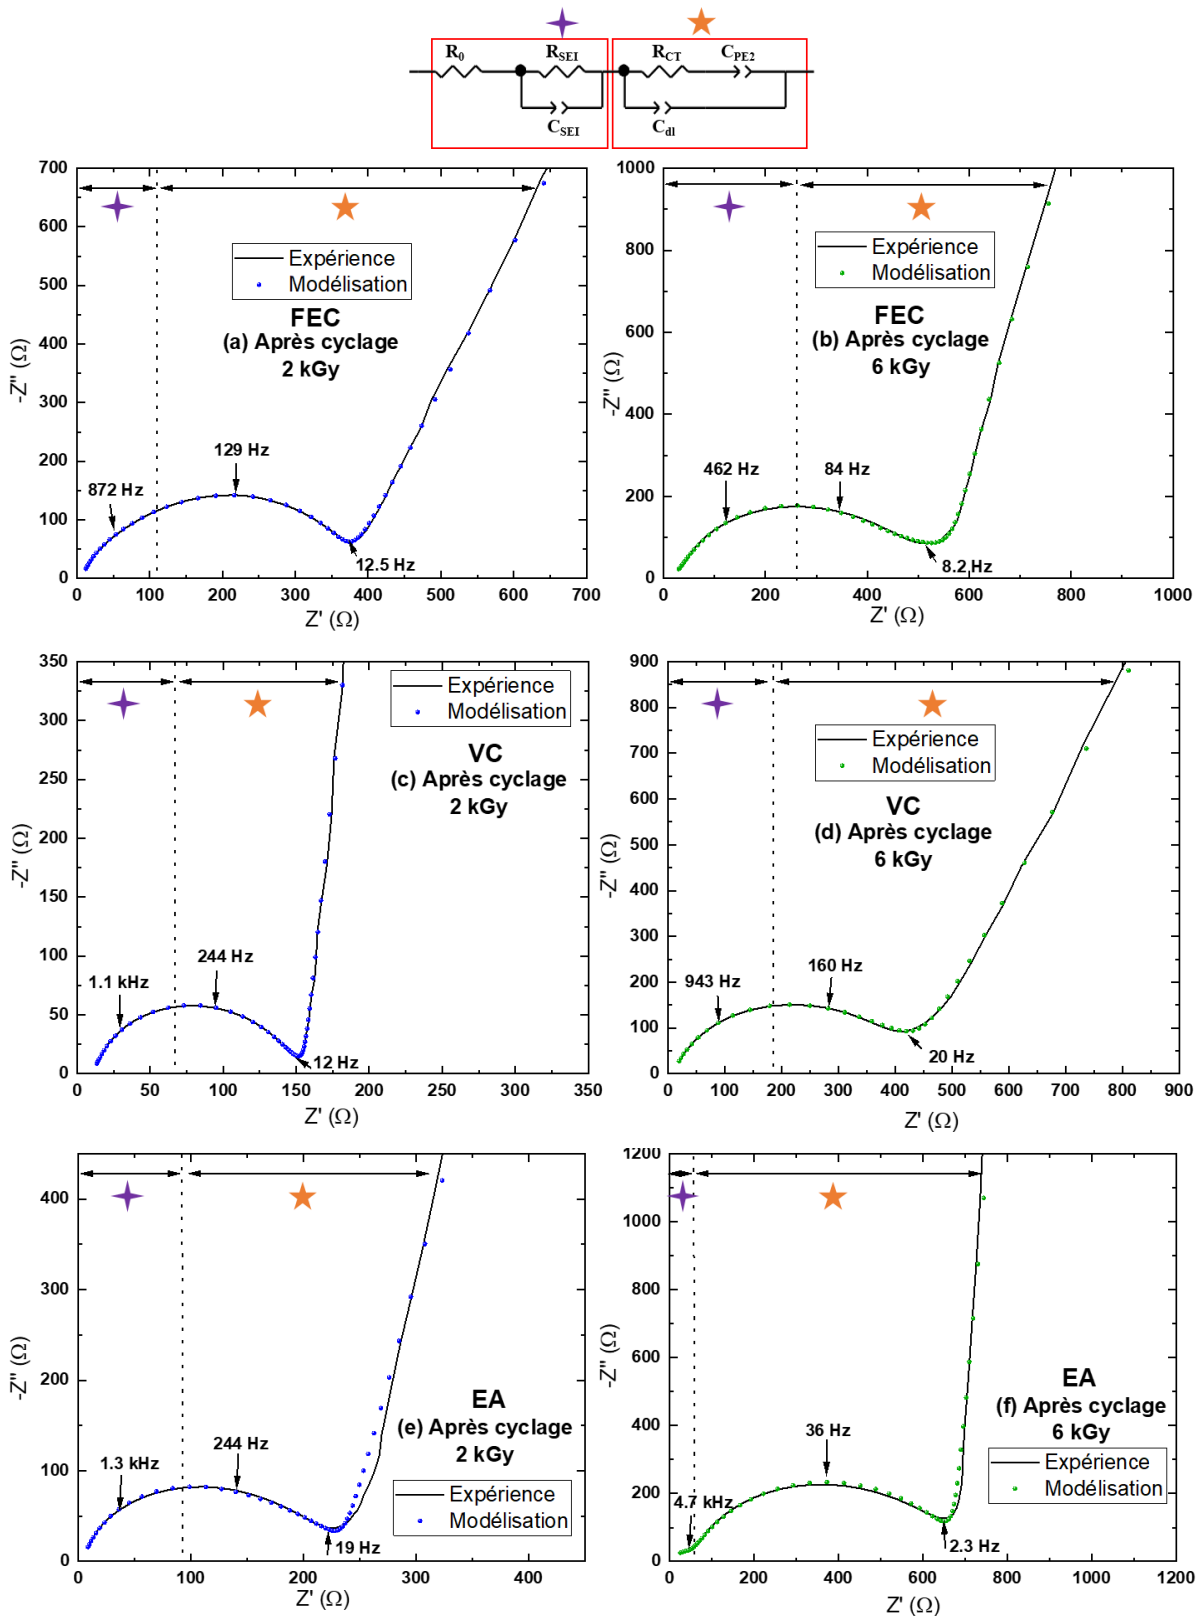 R0 RSEI RCT CPE2
CSEI Cdl
700
600
500
400
300
200
100
0
-Z'' (Ω)
Expérience
Modélisation
FEC
(a) Après cyclage
2 kGy
872 Hz
129 Hz
12.5 Hz
0 100 200 300 400 500 600 700
Z' (Ω)
1000
800
600
400
200
0
-Z'' (Ω)
Expérience
Modélisation
FEC
(b) Après cyclage
6 kGy
462 Hz
84 Hz
8.2 Hz
0 200 400 600 800 1000
Z' (Ω)
350
300
250
200
150
100
50
0
-Z'' (Ω)
Expérience
Modélisation
VC
(c) Après cyclage
2 kGy
1.1 kHz
244 Hz
12 Hz
0 50 100 150 200 250 300 350
Z' (Ω)
900
800
700
600
500
400
300
200
100
0
-Z'' (Ω)
Expérience
Modélisation
VC
(d) Après cyclage
6 kGy
943 Hz
160 Hz
20 Hz
0 100 200 300 400 500 600 700 800 900
Z' (Ω)
400
300
200
100
0
-Z'' (Ω)
EA
(e) Après cyclage
2 kGy
Expérience
Modélisation
1.3 kHz
244 Hz
19 Hz
0 100 200 300 400
Z' (Ω)
1200
1000
800
600
400
200
0
-Z'' (Ω)
EA
(f) Après cyclage
6 kGy
Expérience
Modélisation
4.7 kHz
36 Hz
2.3 Hz
0 200 400 600 800 1000 1200
Z' (Ω)